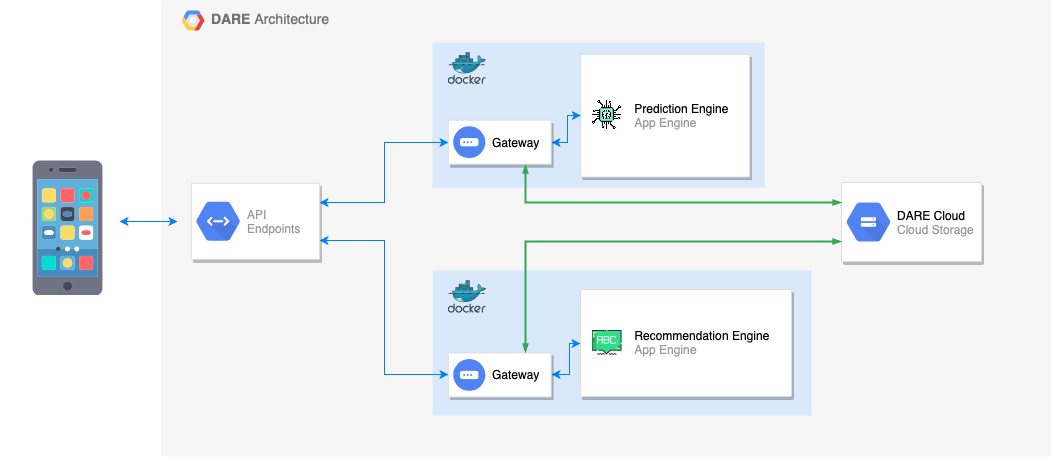 DARE Architecture
docker
Prediction Engine
App Engine
Gateway
API
Endpoints
DARE Cloud
Cloud Storage
docker
ABC
Recommendation Engine
App Engine
Gateway